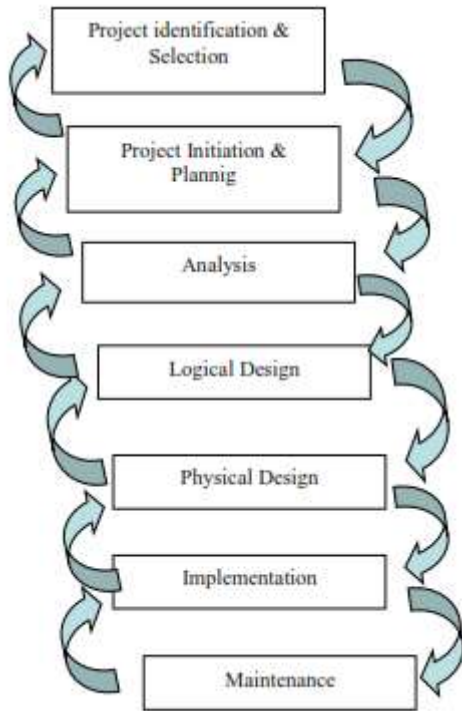 Project identification &
Selection
Project Initiation &
Plannig
Analysis
Logical Design
Physical Design
Implementation
Maintenance